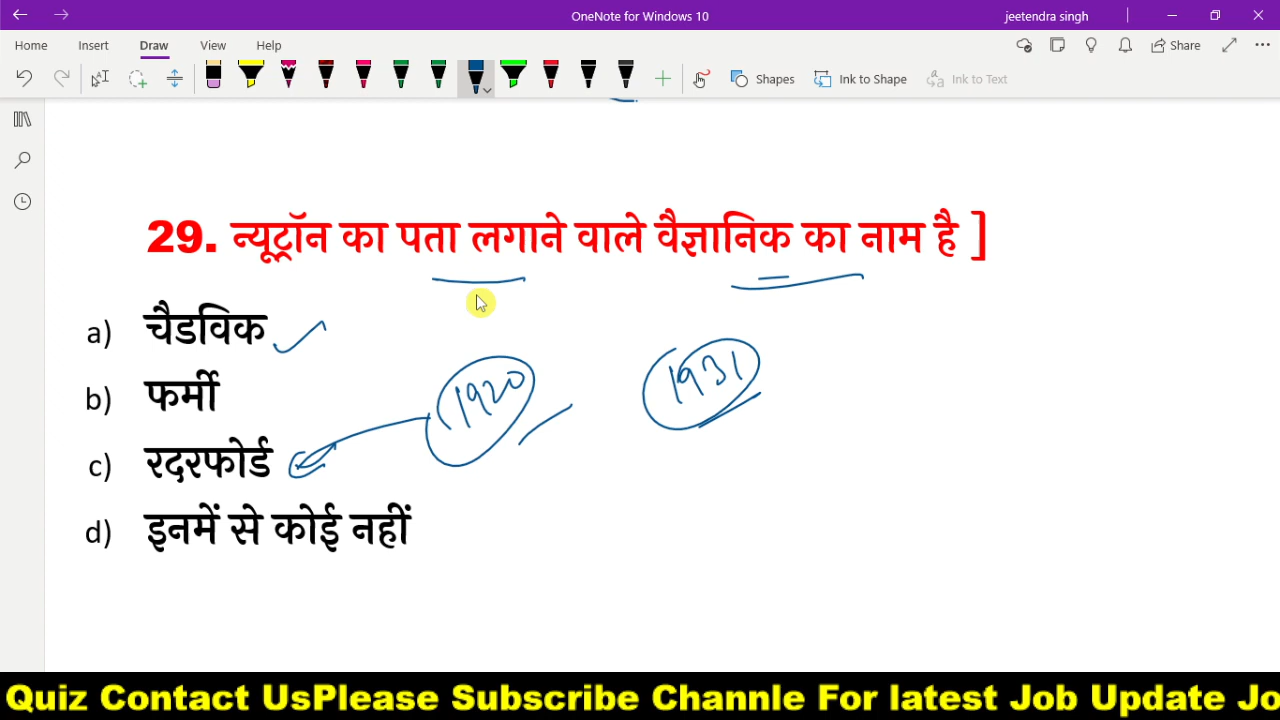 OneNote for Windows 10
jeetendra singh
Home Insert Draw View Help
Share
Shapes Ink to Shape Ink to Text
29. न्यूट्रॉन का पता लगाने वाले वैज्ञानिक का नाम है ]
a) चैडविक
b) फर्मी
1920 1931
c) रदरफोर्ड
d) इनमें से कोई नहीं
Quiz Contact UsPlease Subscribe Channle For latest Job Update Jo